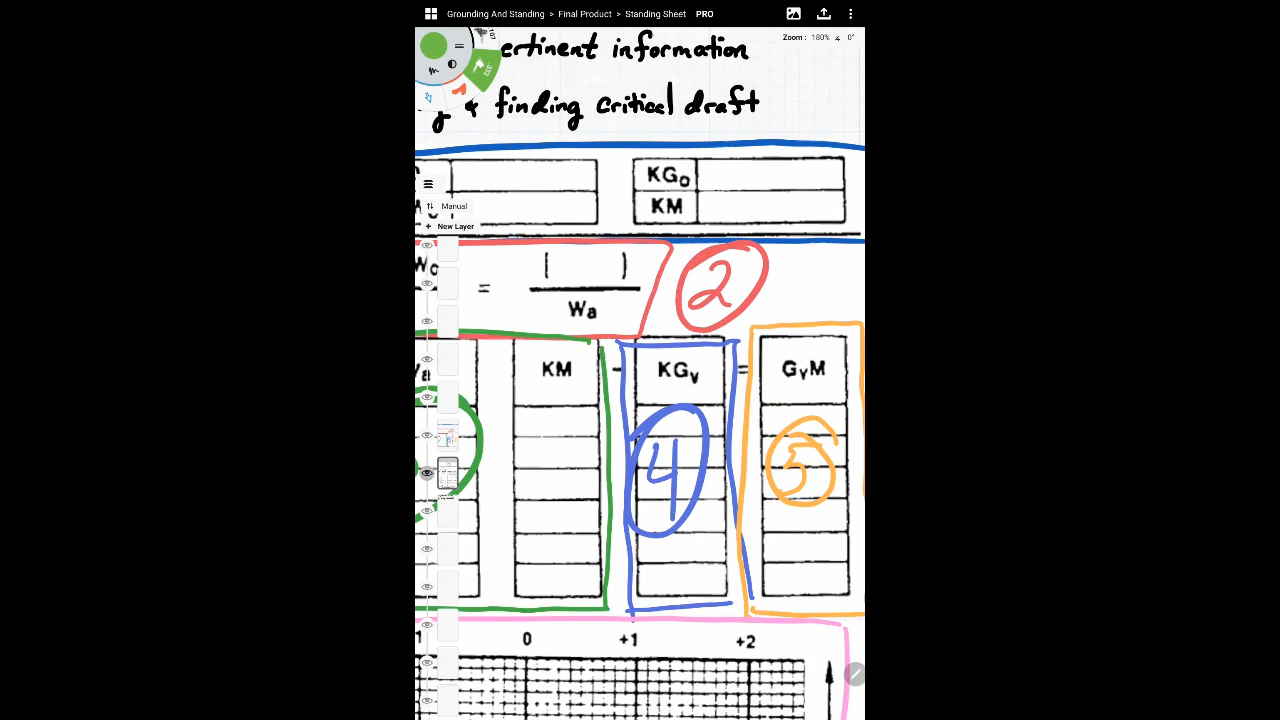 Grounding And Standing > Final Product > Standing Sheet PRO
Zoom : 180% 0°
ertinent information
y & finding critical draft
KG₀
KM
Manual
+ New Layer
W₀ = ( )
Wa
2
KM - KGᵥ = GᵥM
4
5
0 +1 +2